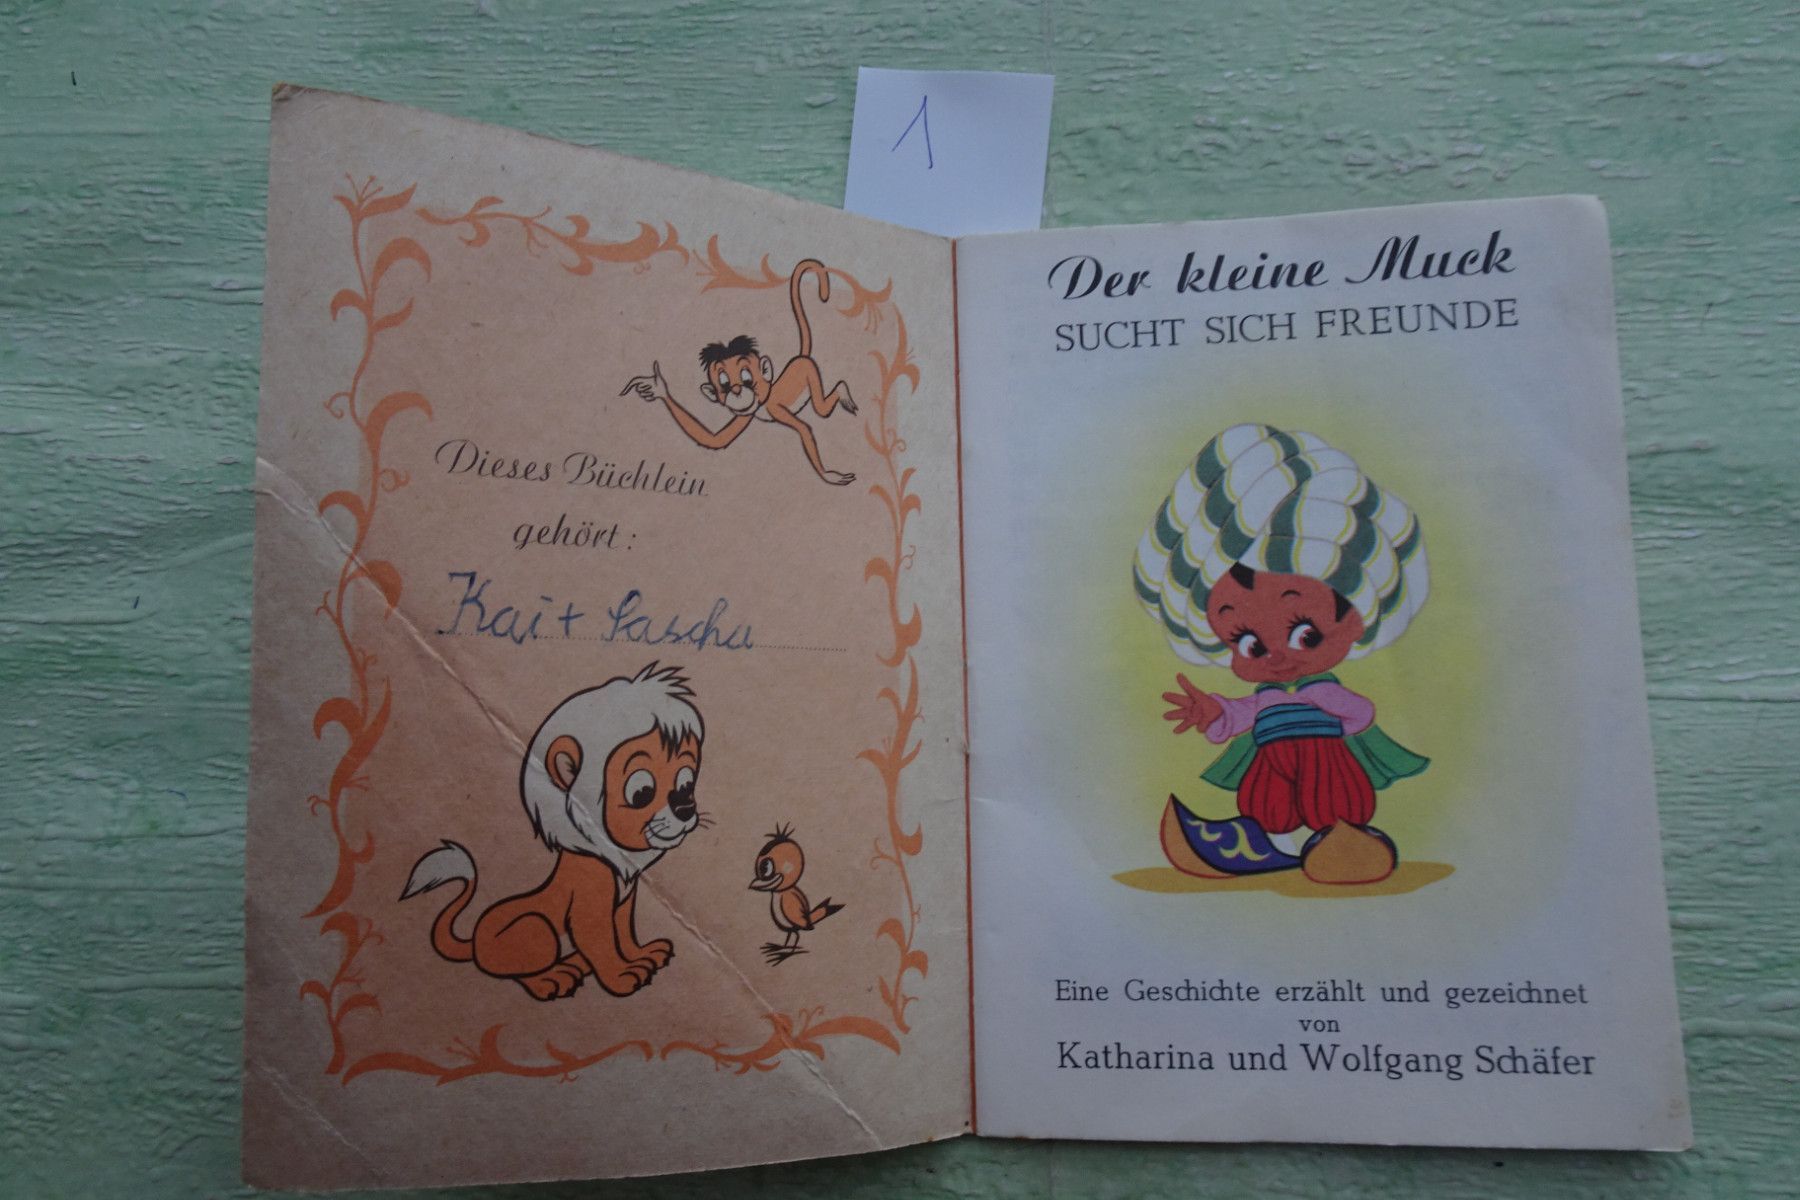 1
Dieses Büchlein
gehört:
Kai + Sascha
Der kleine Muck
SUCHT SICH FREUNDE
Eine Geschichte erzählt und gezeichnet
von
Katharina und Wolfgang Schäfer